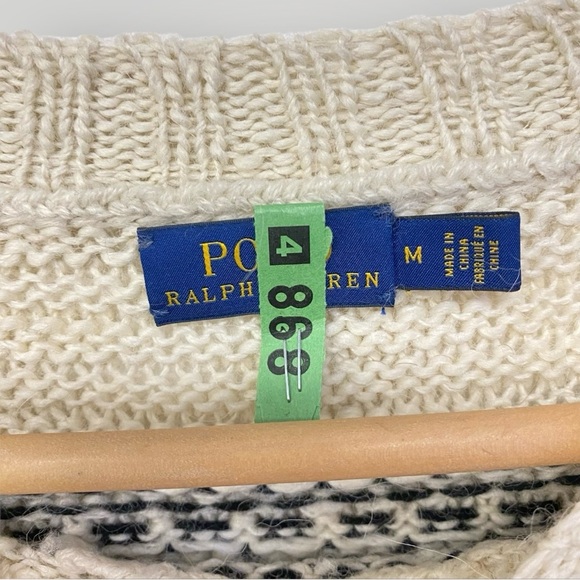 PO
RALPH REN
M
MADE IN
CHINA
FABRIQUÉ EN
CHINE
4 868